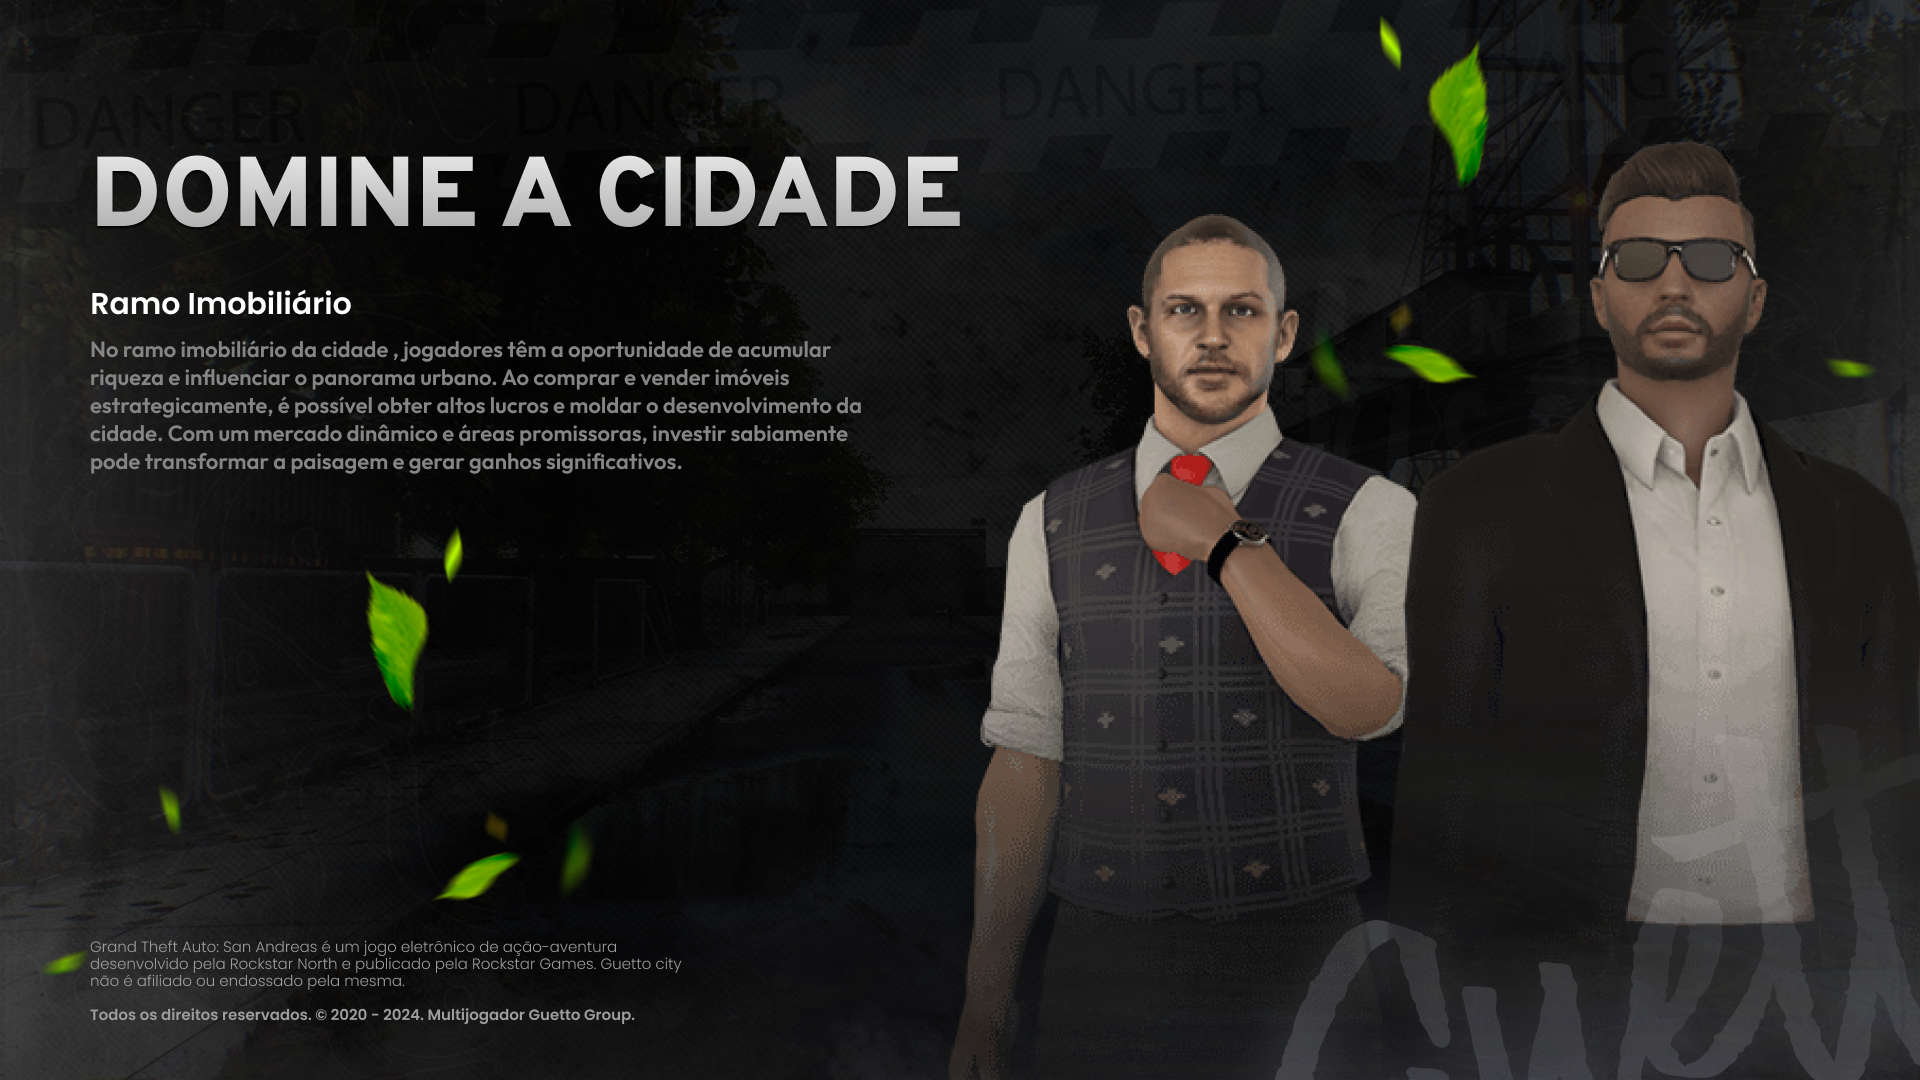 DANGER DANGER DANGER DANG
DOMINE A CIDADE
Ramo Imobiliário
No ramo imobiliário da cidade , jogadores têm a oportunidade de acumular
riqueza e influenciar o panorama urbano. Ao comprar e vender imóveis
estrategicamente, é possível obter altos lucros e moldar o desenvolvimento da
cidade. Com um mercado dinâmico e áreas promissoras, investir sabiamente
pode transformar a paisagem e gerar ganhos significativos.
Grand Theft Auto: San Andreas é um jogo eletrônico de ação-aventura
desenvolvido pela Rockstar North e publicado pela Rockstar Games. Guetto city
não é afiliado ou endossado pela mesma.
Todos os direitos reservados. © 2020 - 2024. Multijogador Guetto Group.
Guett